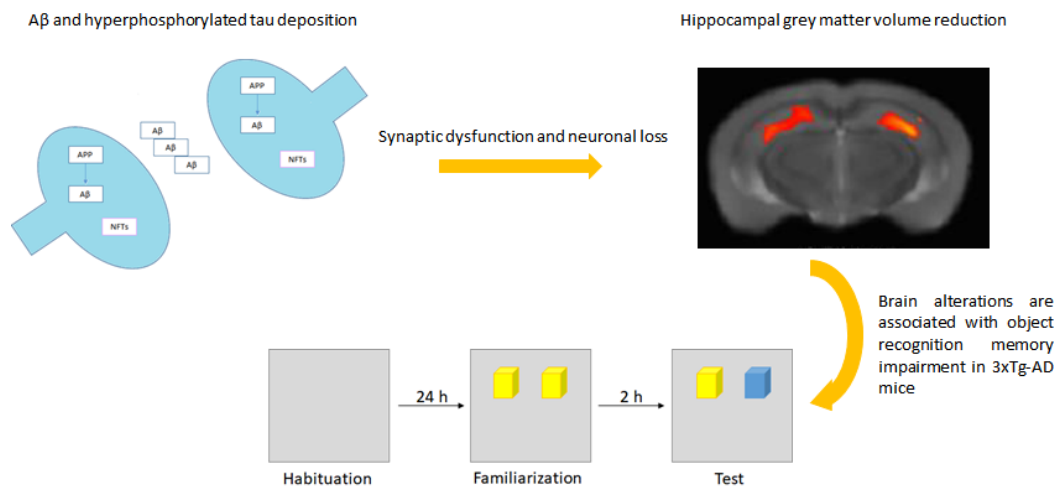 Aβ and hyperphosphorylated tau deposition
Hippocampal grey matter volume reduction
APP
Aβ
NFTs
Aβ
Aβ
Aβ
APP
Aβ
NFTs
Synaptic dysfunction and neuronal loss
Brain alterations are
associated with object
recognition memory
impairment in 3xTg-AD
mice
24 h
2 h
Habituation
Familiarization
Test